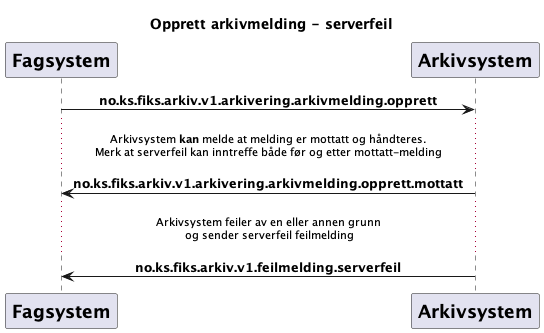 Opprett arkivmelding - serverfeil
Fagsystem
Arkivsystem
no.ks.fiks.arkiv.v1.arkivering.arkivmelding.opprett
Arkivsystem kan melde at melding er mottatt og håndteres.
Merk at serverfeil kan inntreffe både før og etter mottatt-melding
no.ks.fiks.arkiv.v1.arkivering.arkivmelding.opprett.mottatt
Arkivsystem feiler av en eller annen grunn
og sender serverfeil feilmelding
no.ks.fiks.arkiv.v1.feilmelding.serverfeil
Fagsystem
Arkivsystem